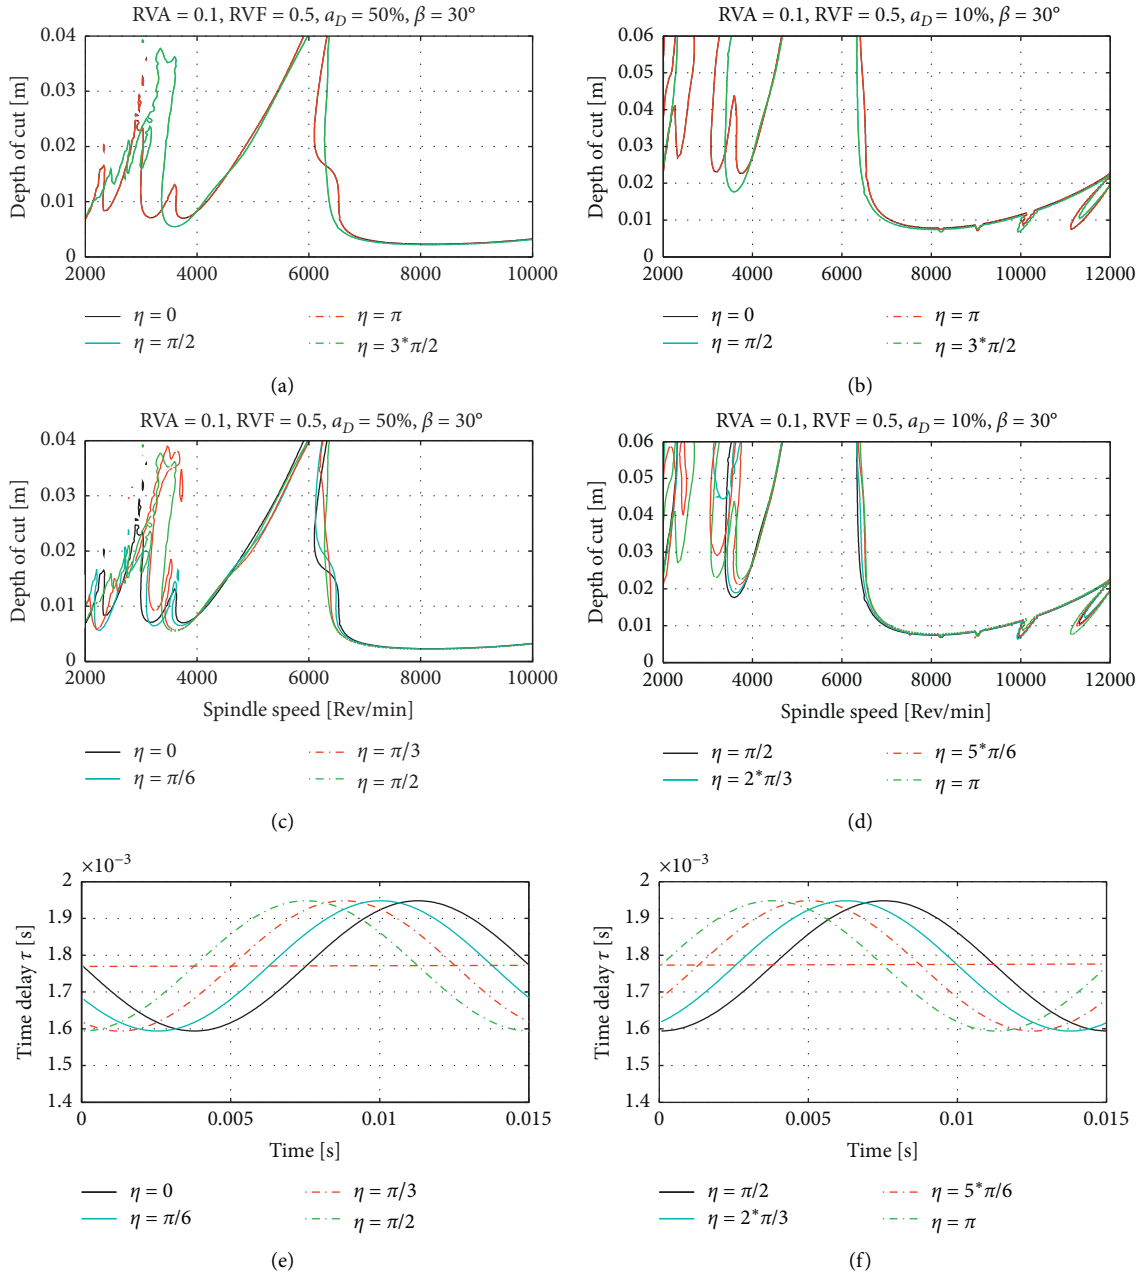 RVA = 0.1, RVF = 0.5, a_D = 50%, β = 30°
0.04
0.03
0.02
0.01
0
Depth of cut [m]
2000 4000 6000 8000 10000
η = 0
η = π/2
η = π
η = 3*π/2
(a)
RVA = 0.1, RVF = 0.5, a_D = 10%, β = 30°
0.06
0.05
0.04
0.03
0.02
0.01
0
Depth of cut [m]
2000 4000 6000 8000 10000 12000
η = 0
η = π/2
η = π
η = 3*π/2
(b)
RVA = 0.1, RVF = 0.5, a_D = 50%, β = 30°
0.04
0.03
0.02
0.01
0
Depth of cut [m]
2000 4000 6000 8000 10000
Spindle speed [Rev/min]
η = 0
η = π/6
η = π/3
η = π/2
(c)
RVA = 0.1, RVF = 0.5, a_D = 10%, β = 30°
0.06
0.05
0.04
0.03
0.02
0.01
0
Depth of cut [m]
2000 4000 6000 8000 10000 12000
Spindle speed [Rev/min]
η = π/2
η = 2*π/3
η = 5*π/6
η = π
(d)
×10⁻³
2
1.9
1.8
1.7
1.6
1.5
1.4
Time delay τ [s]
0 0.005 0.01 0.015
Time [s]
η = 0
η = π/6
η = π/3
η = π/2
(e)
×10⁻³
2
1.9
1.8
1.7
1.6
1.5
1.4
Time delay τ [s]
0 0.005 0.01 0.015
Time [s]
η = π/2
η = 2*π/3
η = 5*π/6
η = π
(f)